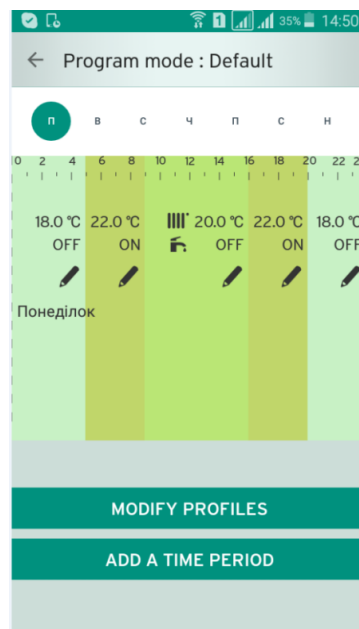 35% 14:50
Program mode : Default
П В С Ч П С Н
0 2 4 6 8 10 12 14 16 18 20 22 2
18.0 ℃ 22.0 ℃ 20.0 ℃ 22.0 ℃ 18.0 ℃
OFF ON OFF ON OFF
Понеділок
MODIFY PROFILES
ADD A TIME PERIOD